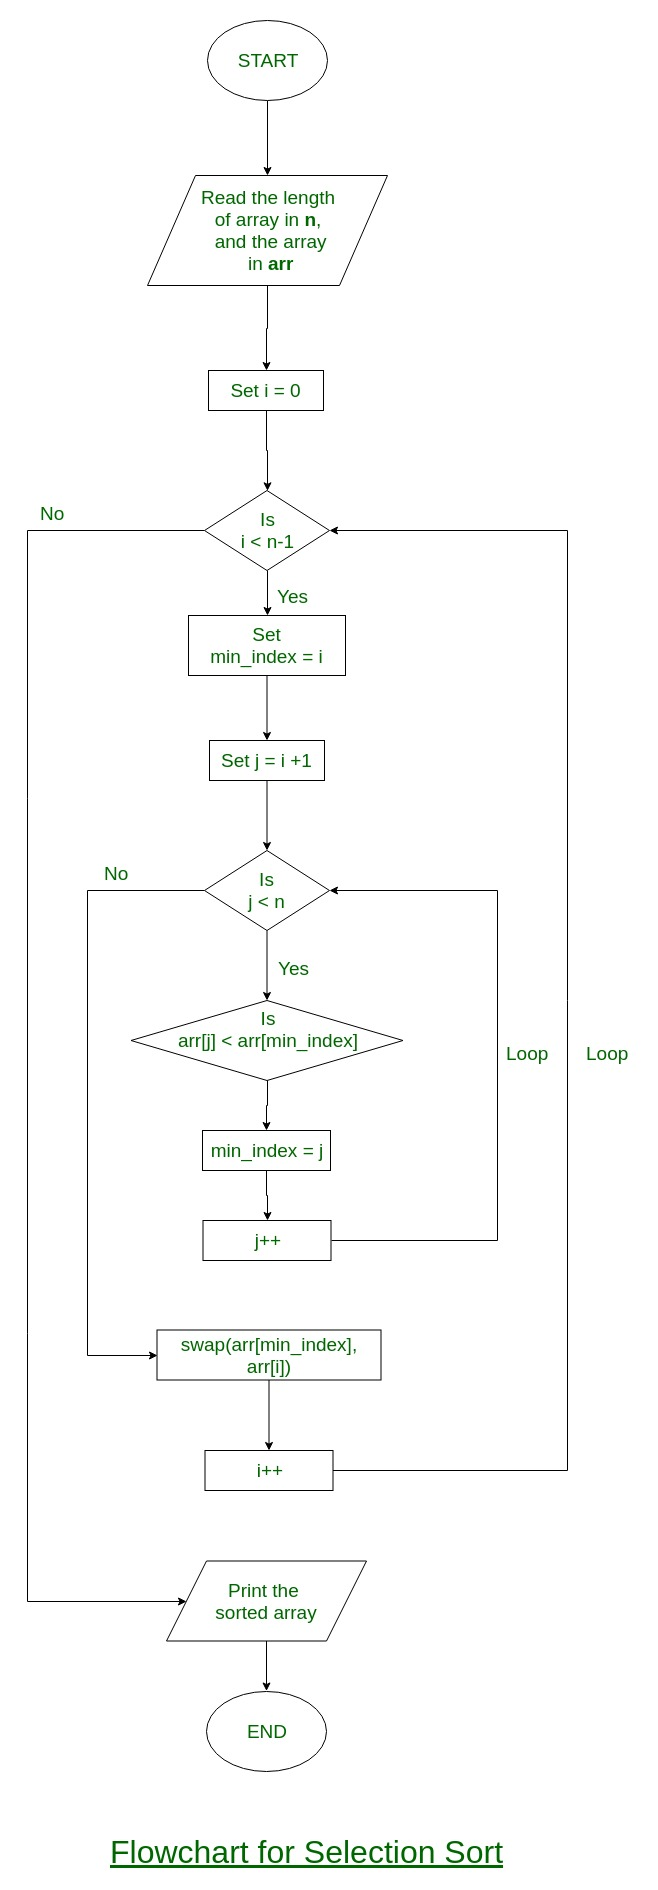 START
Read the length
of array in n,
and the array
in arr
Set i = 0
No
Is
i < n-1
Yes
Set
min_index = i
Set j = i +1
No
Is
j < n
Yes
Is
arr[j] < arr[min_index]
Loop
Loop
min_index = j
j++
swap(arr[min_index],
arr[i])
i++
Print the
sorted array
END
Flowchart for Selection Sort